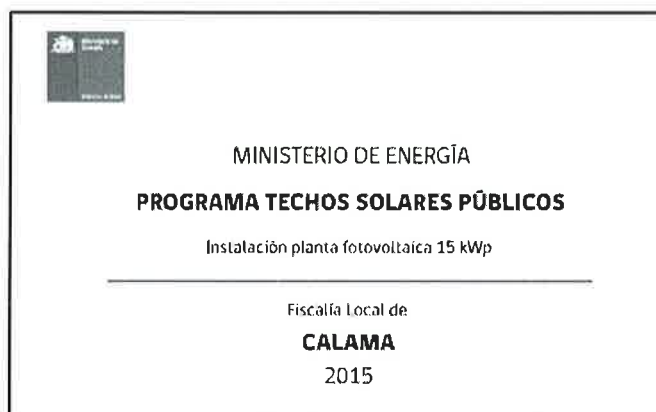 MINISTERIO DE ENERGÍA
PROGRAMA TECHOS SOLARES PÚBLICOS
Instalación planta fotovoltaica 15 kWp
Fiscalía Local de
CALAMA
2015